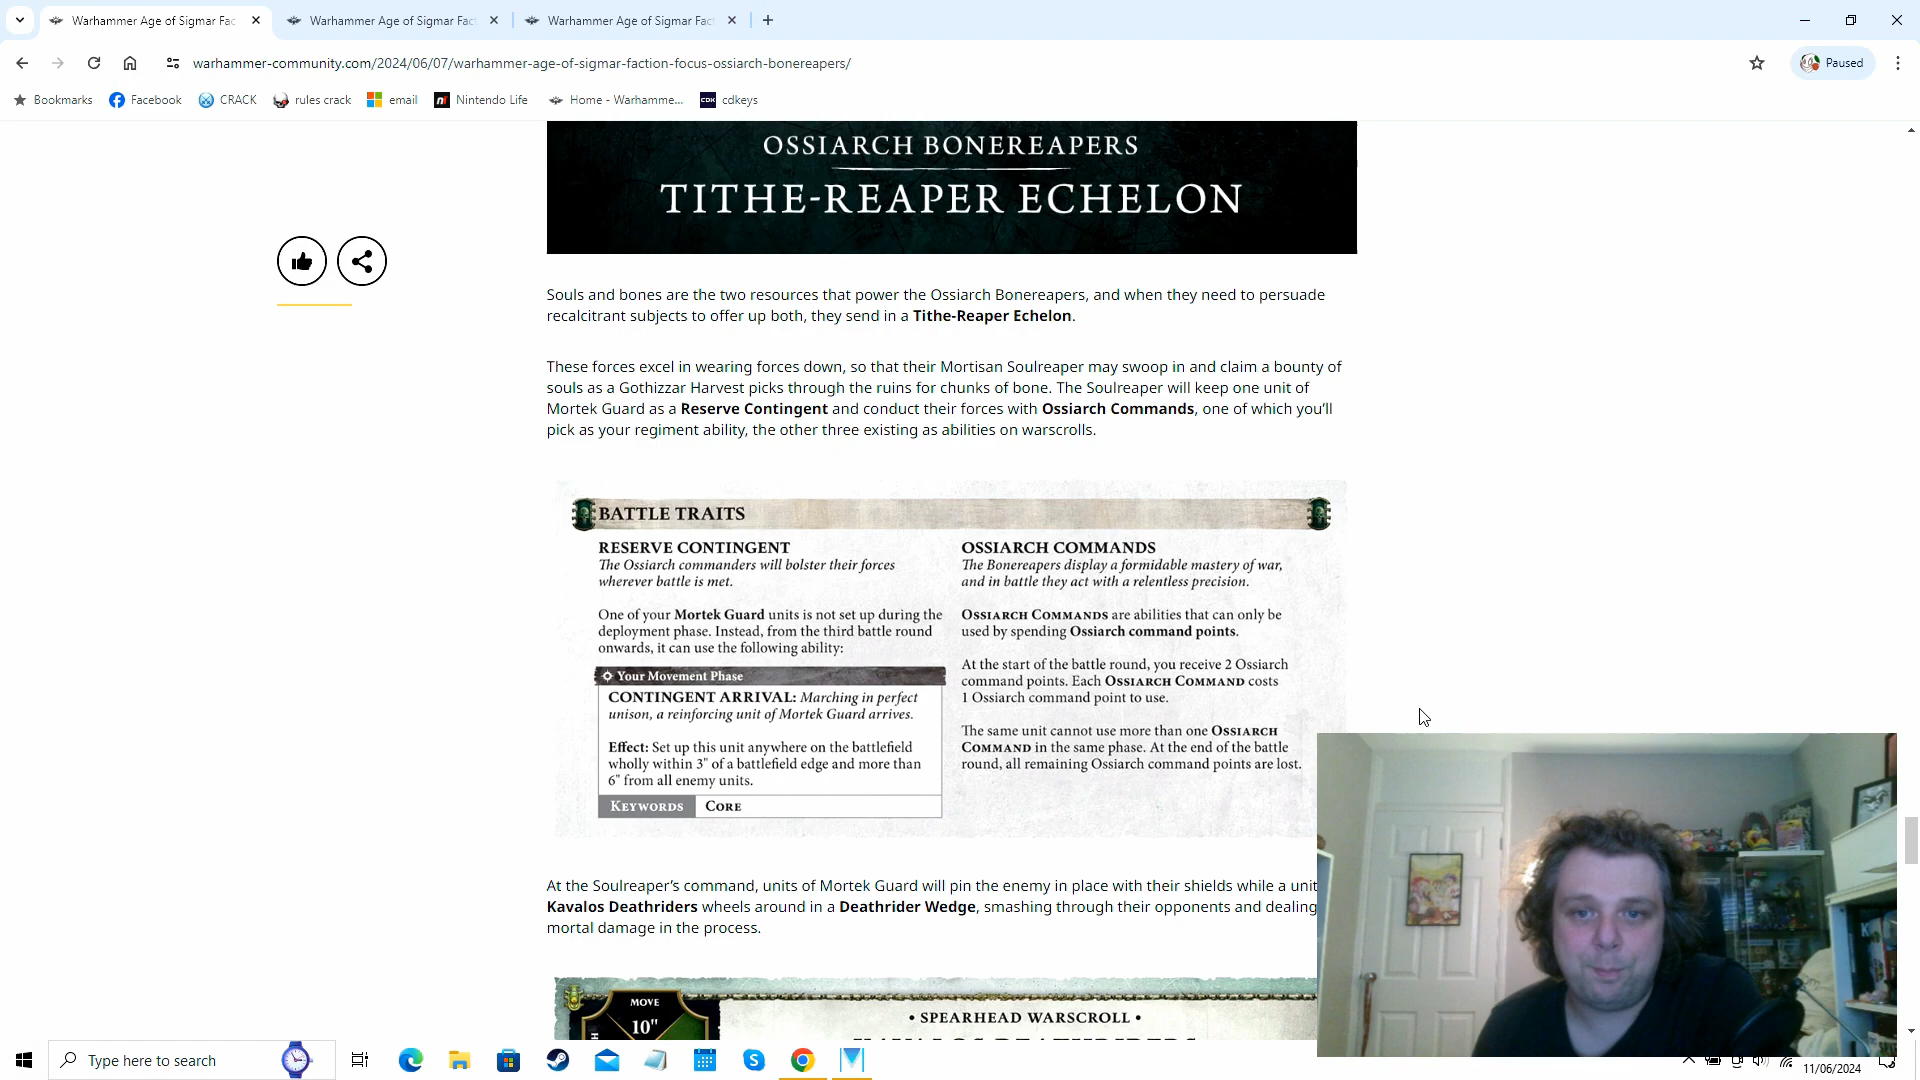 Warhammer Age of Sigmar Fac
Warhammer Age of Sigmar Fac
Warhammer Age of Sigmar Fac
warhammer-community.com/2024/06/07/warhammer-age-of-sigmar-faction-focus-ossiarch-bonereapers/
Paused
Bookmarks
Facebook
CRACK
rules crack
email
Nintendo Life
Home - Warhamme...
cdkeys
OSSIARCH BONEREAPERS
TITHE-REAPER ECHELON
Souls and bones are the two resources that power the Ossiarch Bonereapers, and when they need to persuade
recalcitrant subjects to offer up both, they send in a Tithe-Reaper Echelon.
These forces excel in wearing forces down, so that their Mortisan Soulreaper may swoop in and claim a bounty of
souls as a Gothizzar Harvest picks through the ruins for chunks of bone. The Soulreaper will keep one unit of
Mortek Guard as a Reserve Contingent and conduct their forces with Ossiarch Commands, one of which you'll
pick as your regiment ability, the other three existing as abilities on warscrolls.
BATTLE TRAITS
RESERVE CONTINGENT
The Ossiarch commanders will bolster their forces
wherever battle is met.
One of your Mortek Guard units is not set up during the
deployment phase. Instead, from the third battle round
onwards, it can use the following ability:
Your Movement Phase
CONTINGENT ARRIVAL: Marching in perfect
unison, a reinforcing unit of Mortek Guard arrives.
Effect: Set up this unit anywhere on the battlefield
wholly within 3" of a battlefield edge and more than
6" from all enemy units.
KEYWORDS CORE
OSSIARCH COMMANDS
The Bonereapers display a formidable mastery of war,
and in battle they act with a relentless precision.
OSSIARCH COMMANDS are abilities that can only be
used by spending Ossiarch command points.
At the start of the battle round, you receive 2 Ossiarch
command points. Each OSSIARCH COMMAND costs
1 Ossiarch command point to use.
The same unit cannot use more than one OSSIARCH
COMMAND in the same phase. At the end of the battle
round, all remaining Ossiarch command points are lost.
At the Soulreaper's command, units of Mortek Guard will pin the enemy in place with their shields while a unit
Kavalos Deathriders wheels around in a Deathrider Wedge, smashing through their opponents and dealing
mortal damage in the process.
MOVE
10"
• SPEARHEAD WARSCROLL •
KAVALOS DEATHRIDERS
Type here to search
11/06/2024